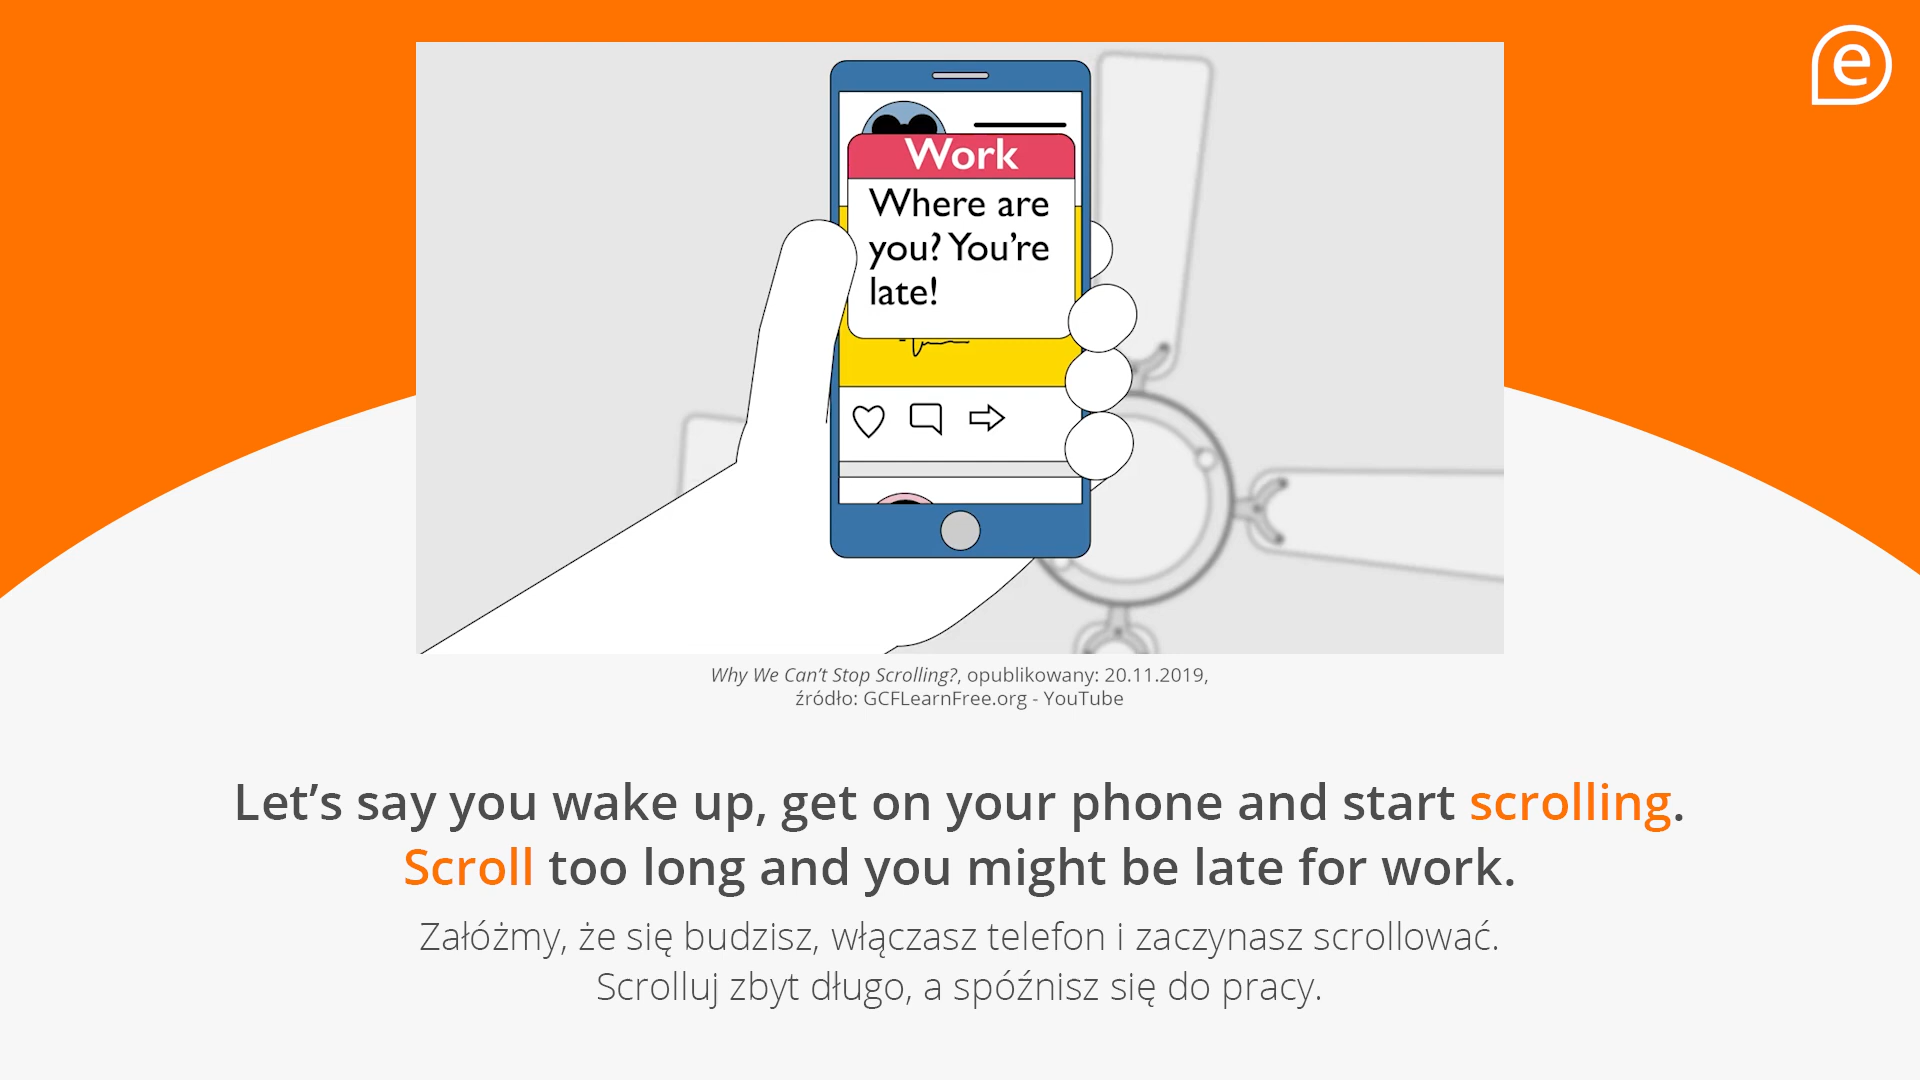 e
Work
Where are
you? You’re
late!
Why We Can’t Stop Scrolling?, opublikowany: 20.11.2019,
źródło: GCFLearnFree.org - YouTube
Let’s say you wake up, get on your phone and start scrolling.
Scroll too long and you might be late for work.
Załóżmy, że się budzisz, włączasz telefon i zaczynasz scrollować.
Scrolluj zbyt długo, a spóźnisz się do pracy.